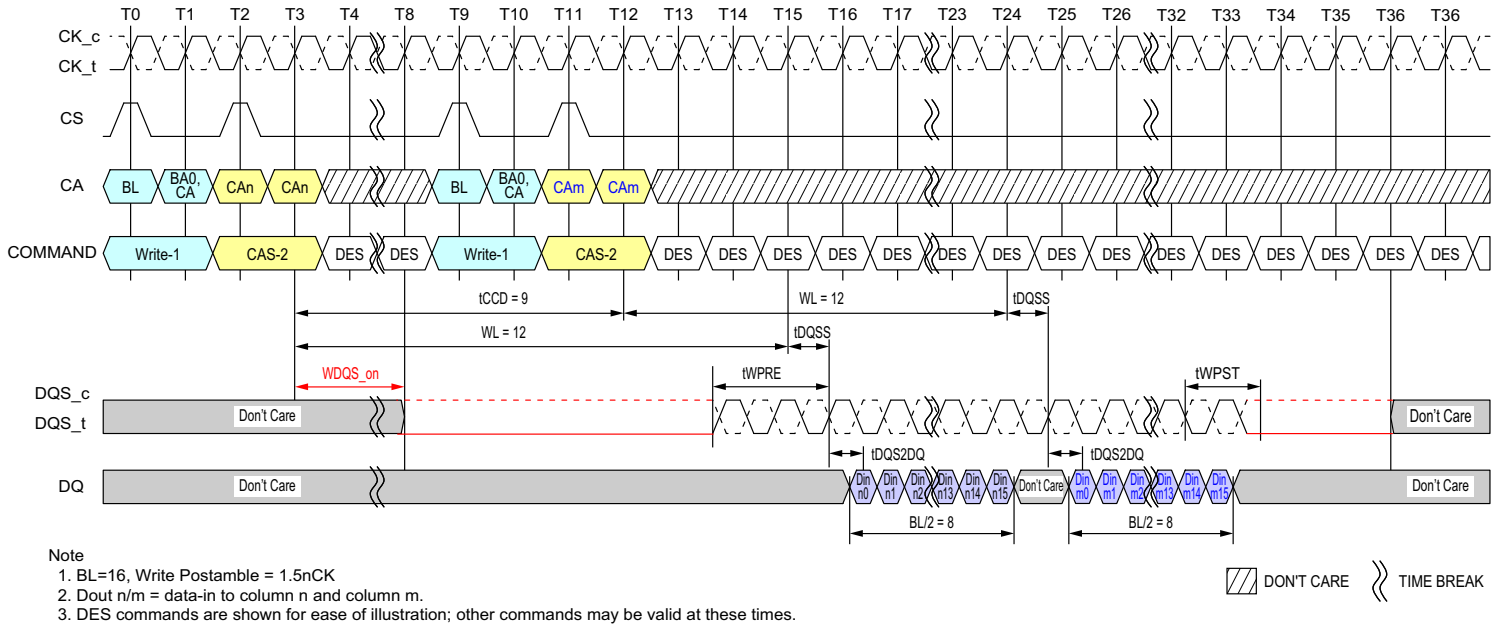 T0 T1 T2 T3 T4 T8 T9 T10 T11 T12 T13 T14 T15 T16 T17 T23 T24 T25 T26 T32 T33 T34 T35 T36 T36
CK_c
CK_t
CS
CA BL BA0, CA CAn CAn BL BA0, CA CAm CAm
COMMAND Write-1 CAS-2 DES DES Write-1 CAS-2 DES DES DES DES DES DES DES DES DES DES DES DES DES DES DES
tCCD = 9 WL = 12 tDQSS
WL = 12 tDQSS
WDQS_on tWPRE tWPST
DQS_c
DQS_t Don't Care Don't Care
tDQS2DQ tDQS2DQ
DQ Don't Care Din n0 Din n1 Din n2 Din n13 Din n14 Din n15 Don't Care Din m0 Din m1 Din m2 Din m13 Din m14 Din m15 Don't Care
BL/2 = 8 BL/2 = 8
Note
1. BL=16, Write Postamble = 1.5nCK
2. Dout n/m = data-in to column n and column m.
3. DES commands are shown for ease of illustration; other commands may be valid at these times.
DON'T CARE TIME BREAK